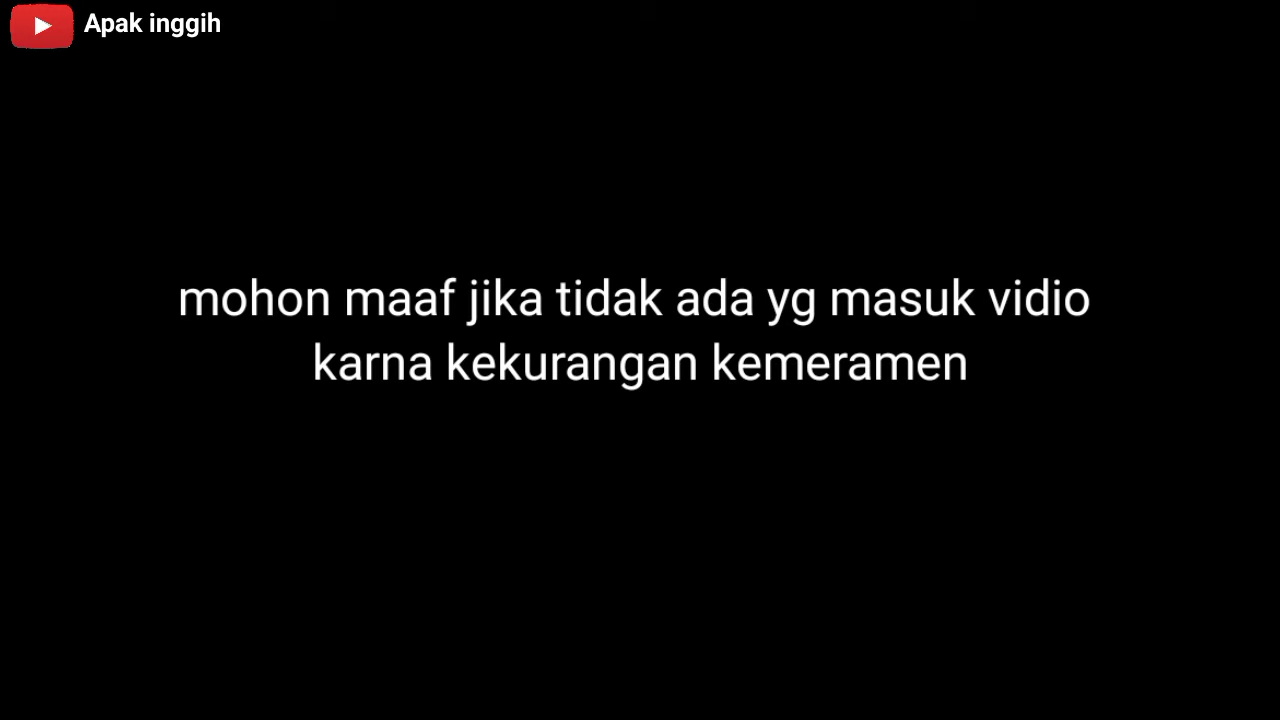 Apak inggih
mohon maaf jika tidak ada yg masuk vidio
karna kekurangan kemeramen